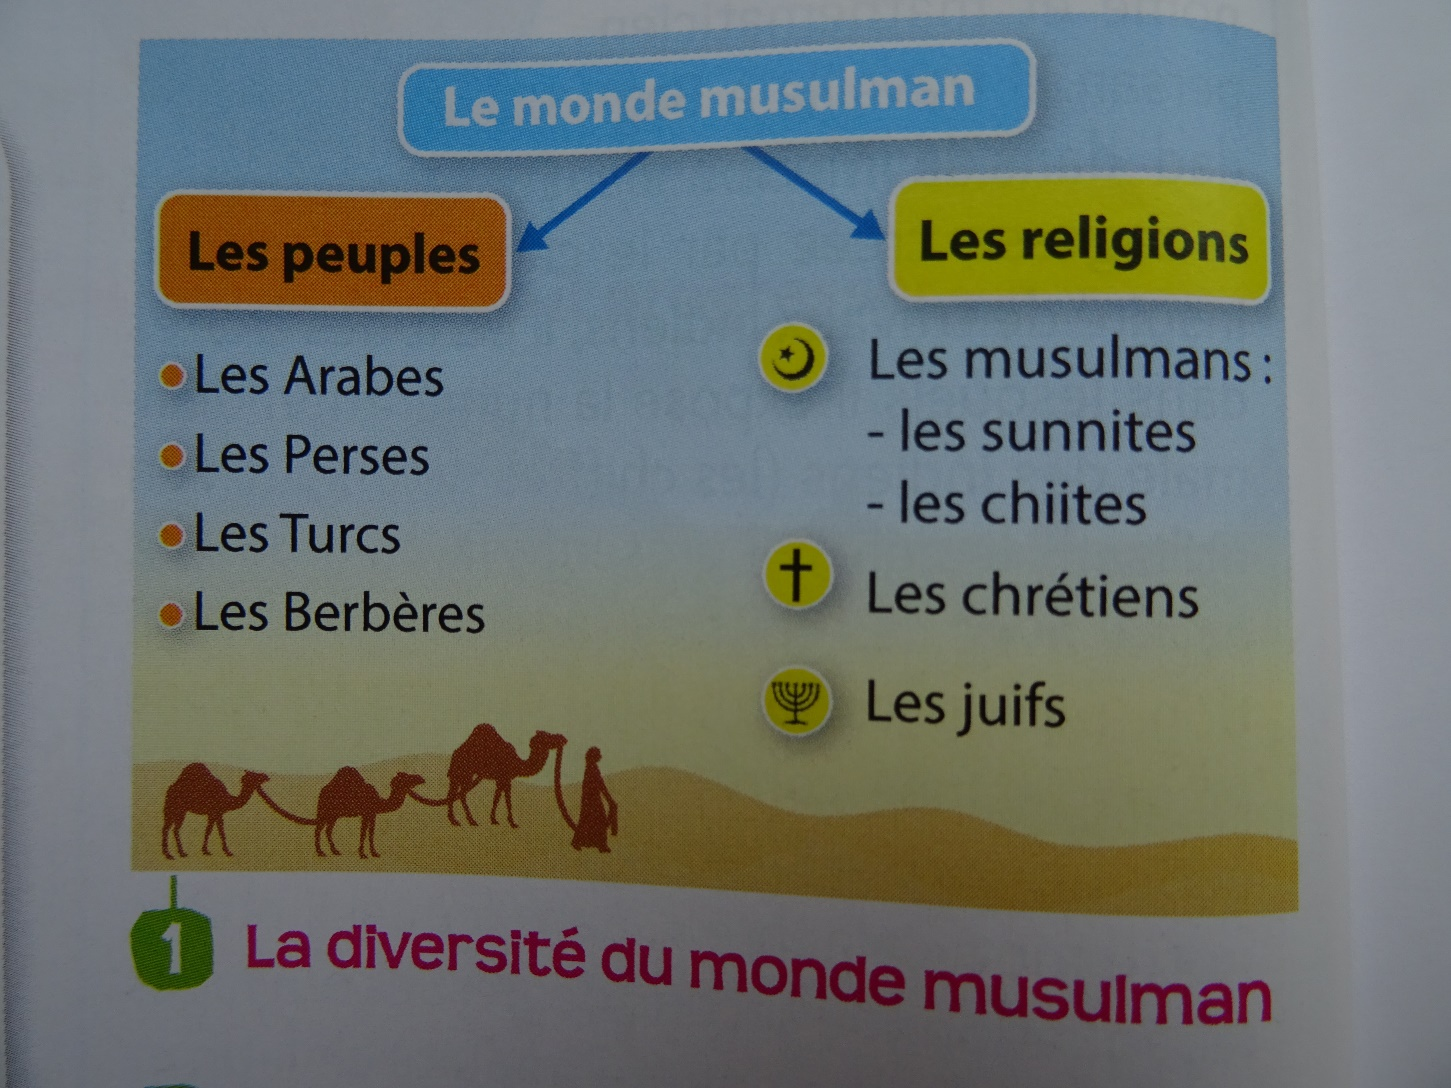 Le monde musulman
Les peuples
• Les Arabes
• Les Perses
• Les Turcs
• Les Berbères
Les religions
Les musulmans :
- les sunnites
- les chiites
Les chrétiens
Les juifs
1 La diversité du monde musulman